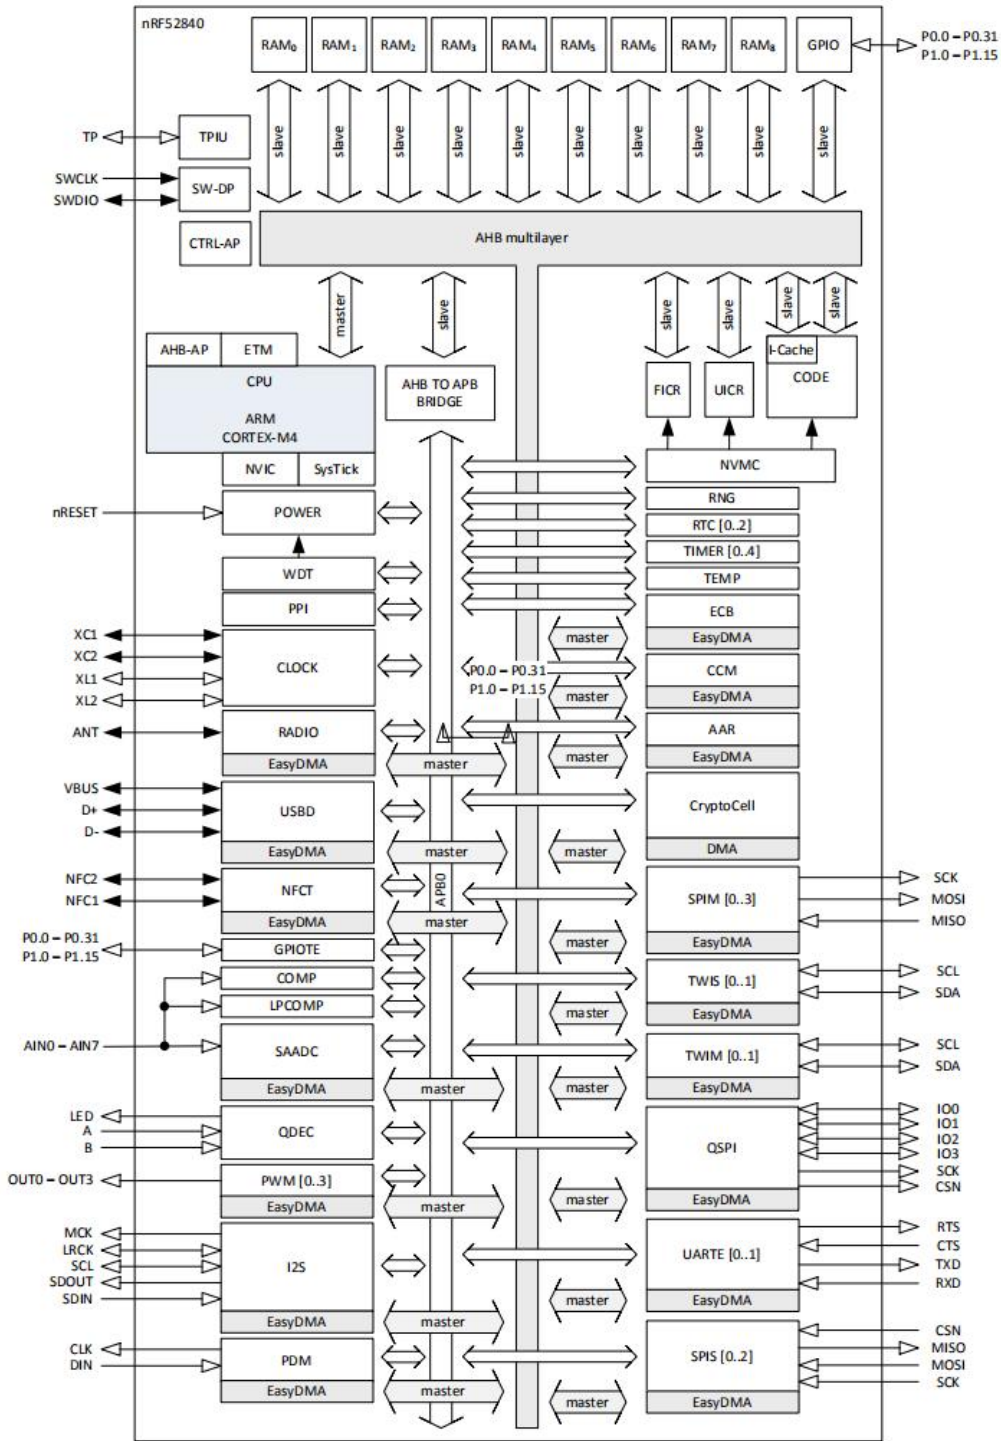 nRF52840
RAM0
RAM1
RAM2
RAM3
RAM4
RAM5
RAM6
RAM7
RAM8
GPIO
P0.0 – P0.31
P1.0 – P1.15
slave
slave
slave
slave
slave
slave
slave
slave
slave
slave
TP
TPIU
SWCLK
SWDIO
SW-DP
CTRL-AP
AHB multilayer
master
slave
slave
slave
slave
slave
AHB-AP
ETM
CPU
ARM
CORTEX-M4
NVIC
SysTick
AHB TO APB
BRIDGE
FICR
UICR
I-Cache
CODE
NVMC
nRESET
POWER
RNG
RTC [0..2]
TIMER [0..4]
WDT
TEMP
PPI
ECB
master
EasyDMA
XC1
XC2
XL1
XL2
CLOCK
P0.0 – P0.31
P1.0 – P1.15
CCM
master
EasyDMA
ANT
RADIO
EasyDMA
master
AAR
master
EasyDMA
VBUS
D+
D-
USBD
EasyDMA
master
CryptoCell
master
DMA
NFC2
NFC1
NFCT
EasyDMA
master
APB0
SPIM [0..3]
master
EasyDMA
SCK
MOSI
MISO
P0.0 – P0.31
P1.0 – P1.15
GPIOTE
COMP
LPCOMP
TWIS [0..1]
master
EasyDMA
SCL
SDA
AIN0 – AIN7
SAADC
EasyDMA
master
TWIM [0..1]
master
EasyDMA
SCL
SDA
LED
A
B
QDEC
QSPI
master
EasyDMA
IO0
IO1
IO2
IO3
SCK
CSN
OUT0 – OUT3
PWM [0..3]
EasyDMA
master
MCK
LRCK
SCL
SDOUT
SDIN
I2S
EasyDMA
master
UARTE [0..1]
master
EasyDMA
RTS
CTS
TXD
RXD
CLK
DIN
PDM
EasyDMA
master
SPIS [0..2]
master
EasyDMA
CSN
MISO
MOSI
SCK